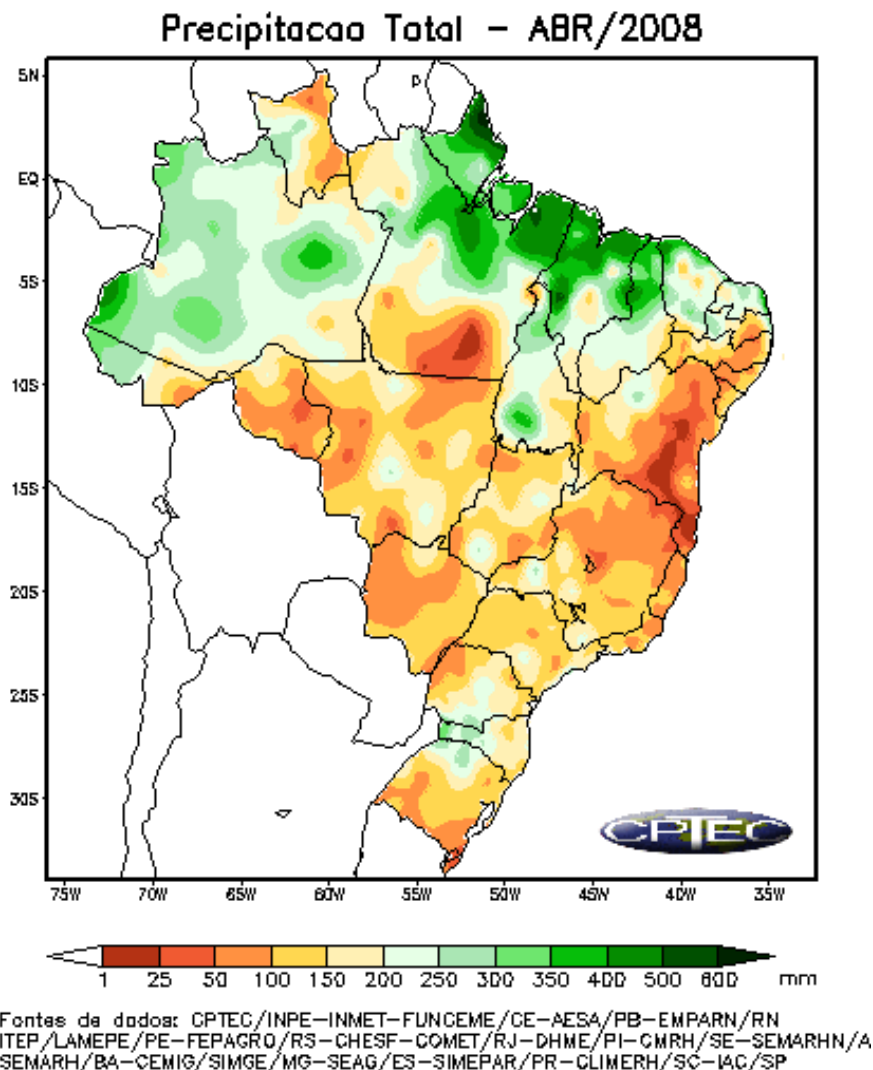 Precipitacao Total - ABR/2008
5N
EQ
5S
10S
15S
20S
25S
30S
CPTEC
75W 70W 65W 60W 55W 50W 45W 40W 35W
1 25 50 100 150 200 250 300 350 400 500 600 mm
Fontes de dados: CPTEC/INPE-INMET-FUNCEME/CE-AESA/PB-EMPARN/RN
ITEP/LAMEPE/PE-FEPAGRO/RS-CHESF-COMET/RJ-DHME/PI-CMRH/SE-SEMARHN/A
SEMARH/BA-CEMIG/SIMGE/MG-SEAG/ES-SIMEPAR/PR-CLIMERH/SC-IAC/SP